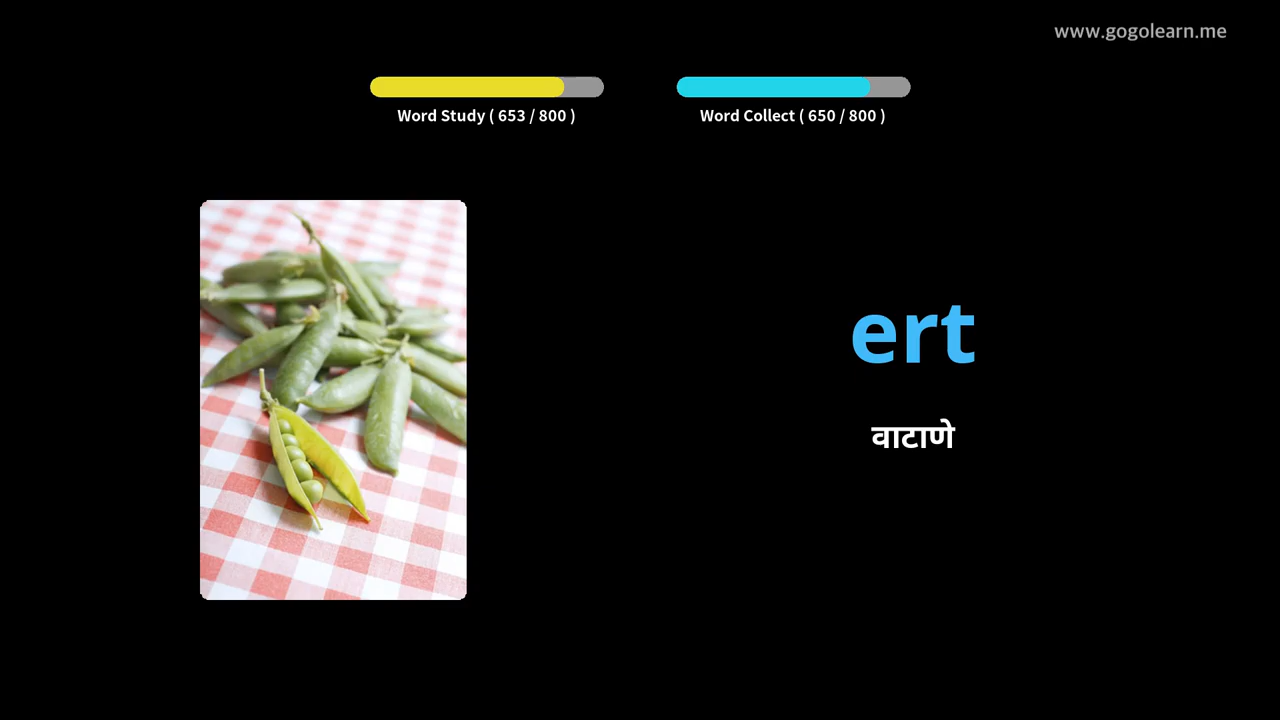 www.gogolearn.me
Word Study ( 653 / 800 )
Word Collect ( 650 / 800 )
ert
वाटाणे